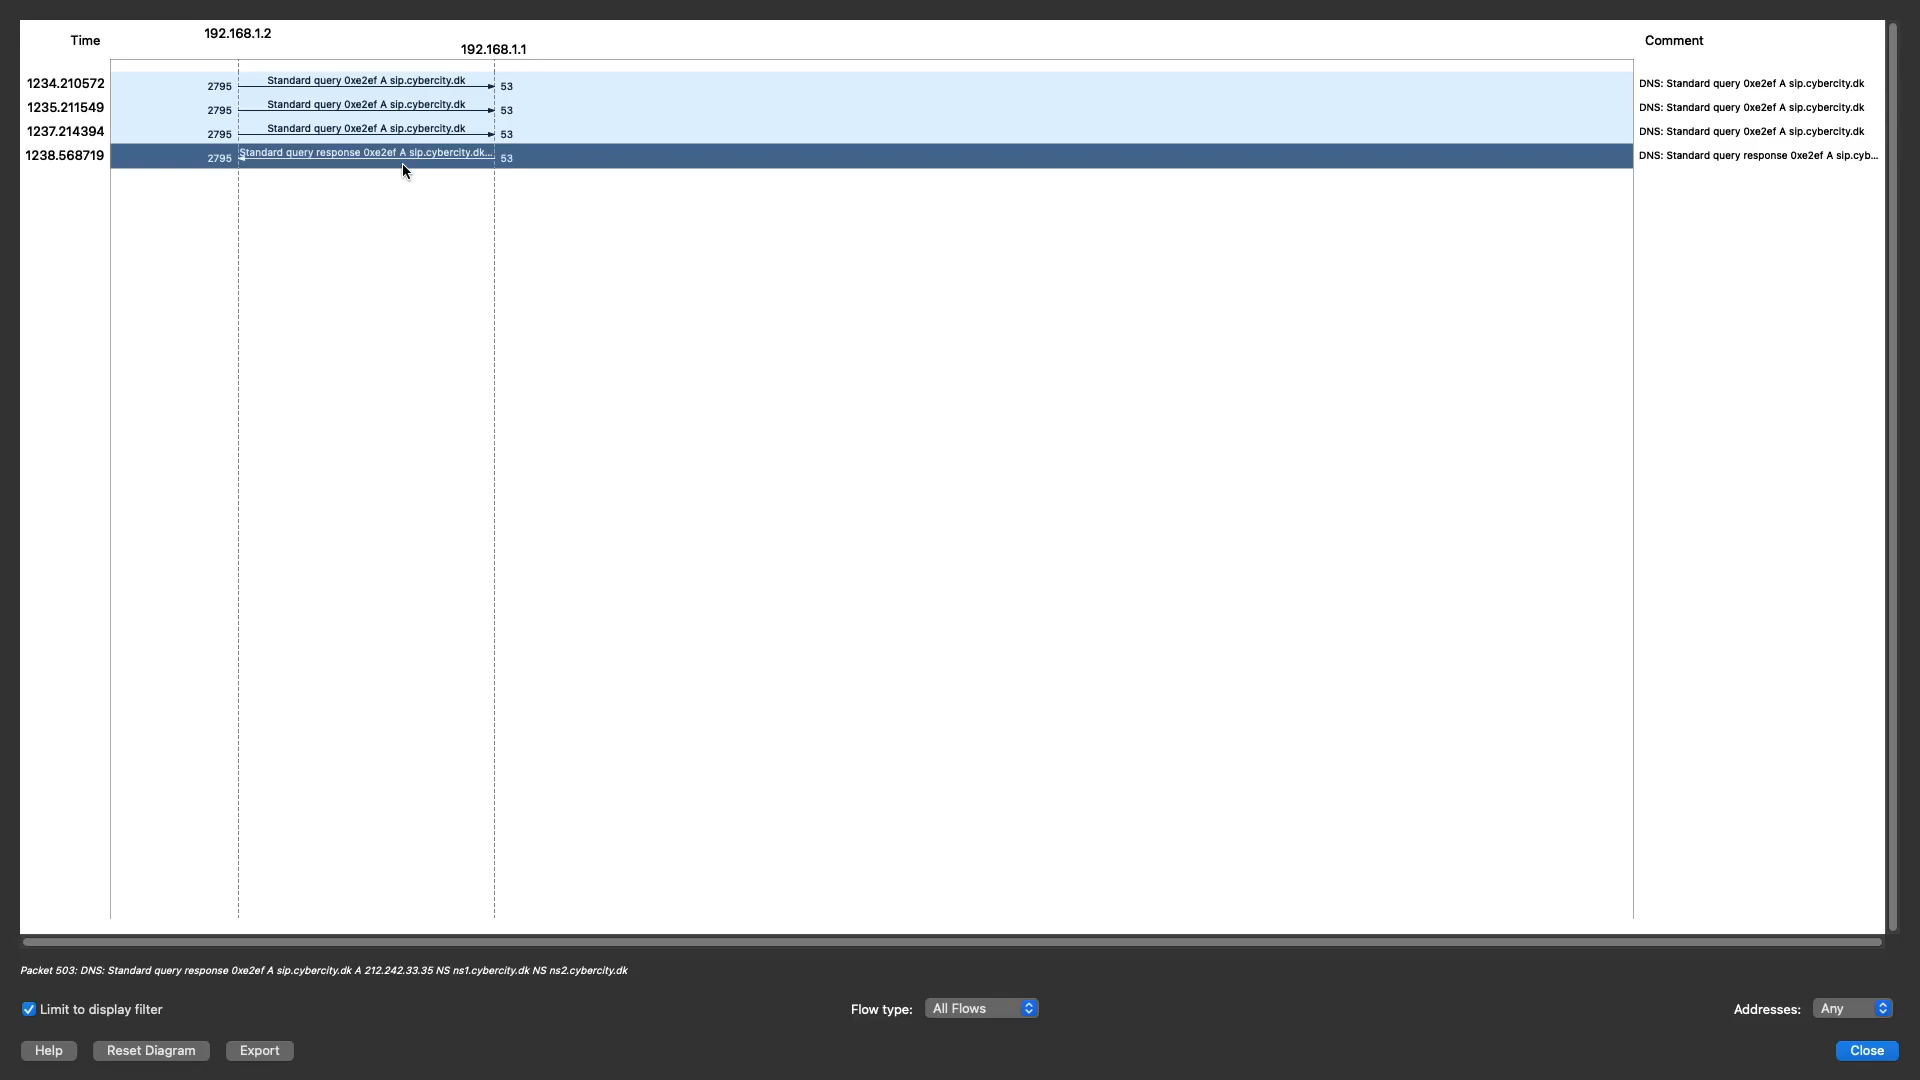 Time
192.168.1.2
192.168.1.1
Comment
1234.210572 2795 Standard query 0xe2ef A sip.cybercity.dk 53 DNS: Standard query 0xe2ef A sip.cybercity.dk
1235.211549 2795 Standard query 0xe2ef A sip.cybercity.dk 53 DNS: Standard query 0xe2ef A sip.cybercity.dk
1237.214394 2795 Standard query 0xe2ef A sip.cybercity.dk 53 DNS: Standard query 0xe2ef A sip.cybercity.dk
1238.568719 2795 Standard query response 0xe2ef A sip.cybercity.dk... 53 DNS: Standard query response 0xe2ef A sip.cyb...
Packet 503: DNS: Standard query response 0xe2ef A sip.cybercity.dk A 212.242.33.35 NS ns1.cybercity.dk NS ns2.cybercity.dk
Limit to display filter Flow type: All Flows Addresses: Any
Help Reset Diagram Export Close